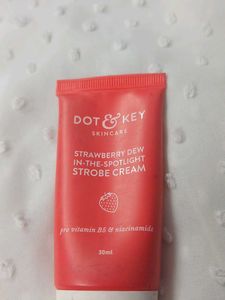 DOT & KEY
SKINCARE
STRAWBERRY DEW
IN-THE-SPOTLIGHT
STROBE CREAM
pro vitamin B5 & niacinamide
30ml